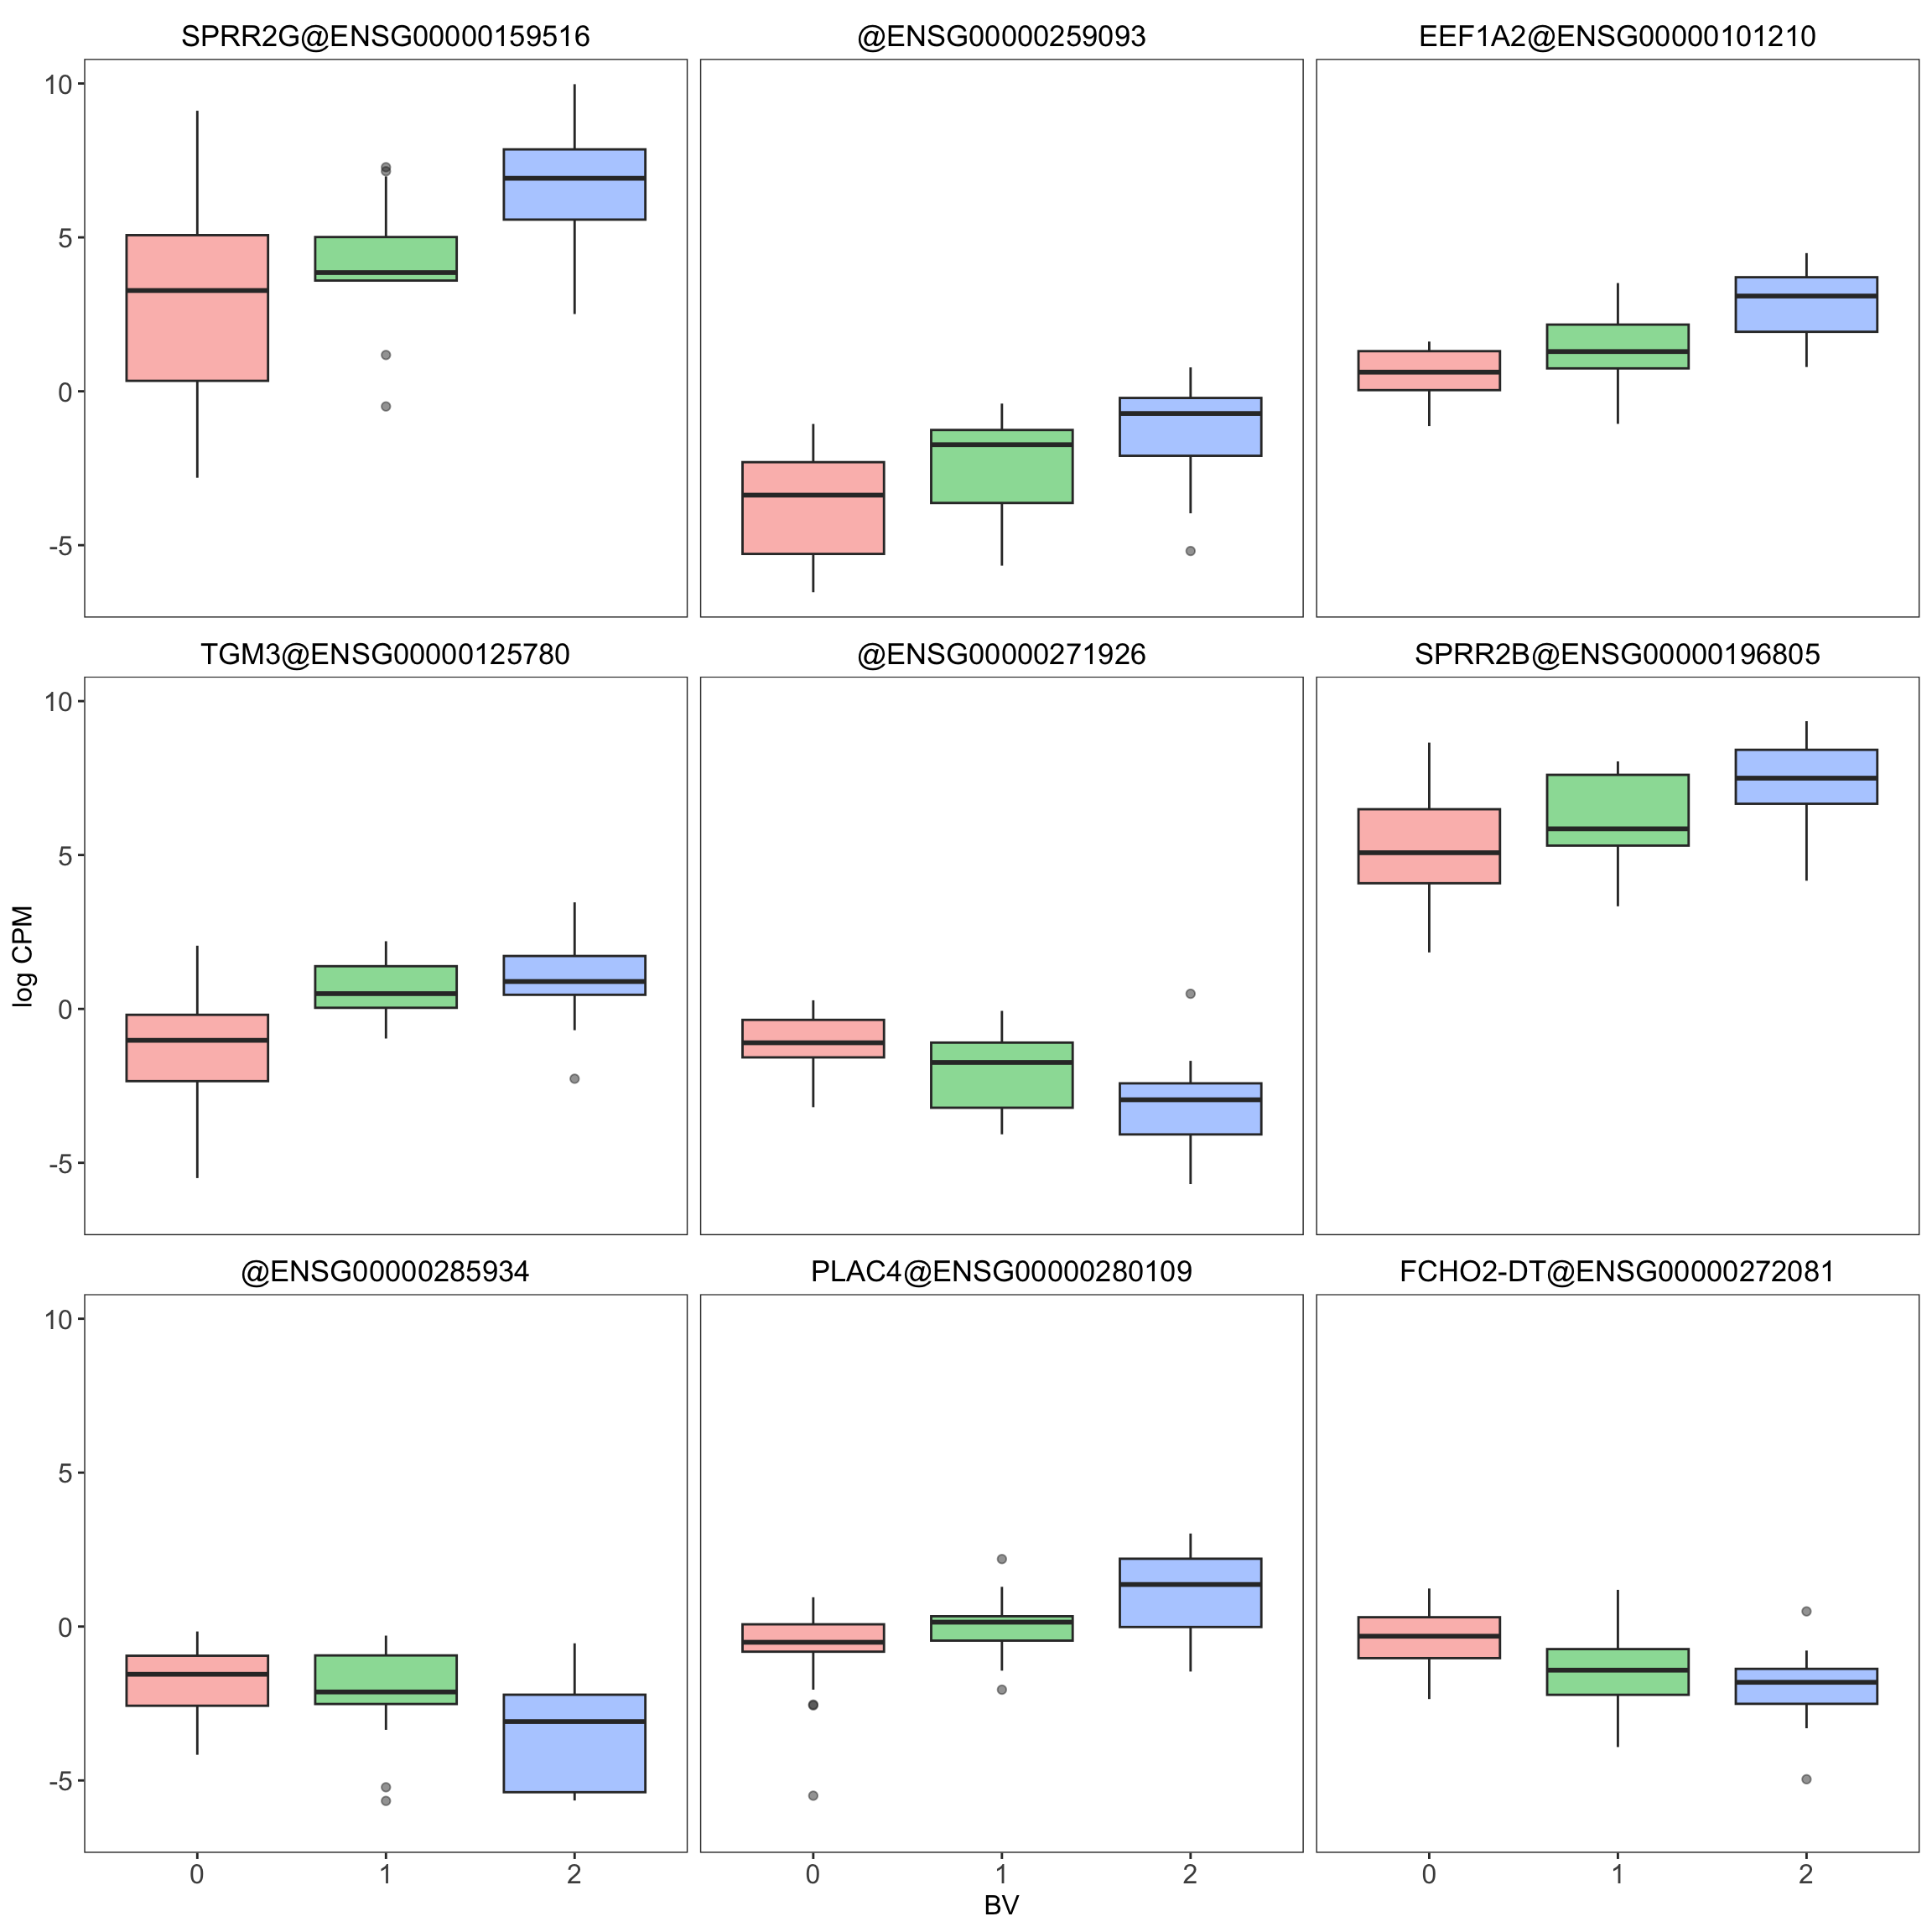 SPRR2G@ENSG00000159516 @ENSG00000259093 EEF1A2@ENSG00000101210
10
5
0
-5
TGM3@ENSG00000125780 @ENSG00000271926 SPRR2B@ENSG00000196805
10
5
0
-5
log CPM
@ENSG00000285934 PLAC4@ENSG00000280109 FCHO2-DT@ENSG00000272081
10
5
0
-5
0 1 2 0 1 2 0 1 2
BV